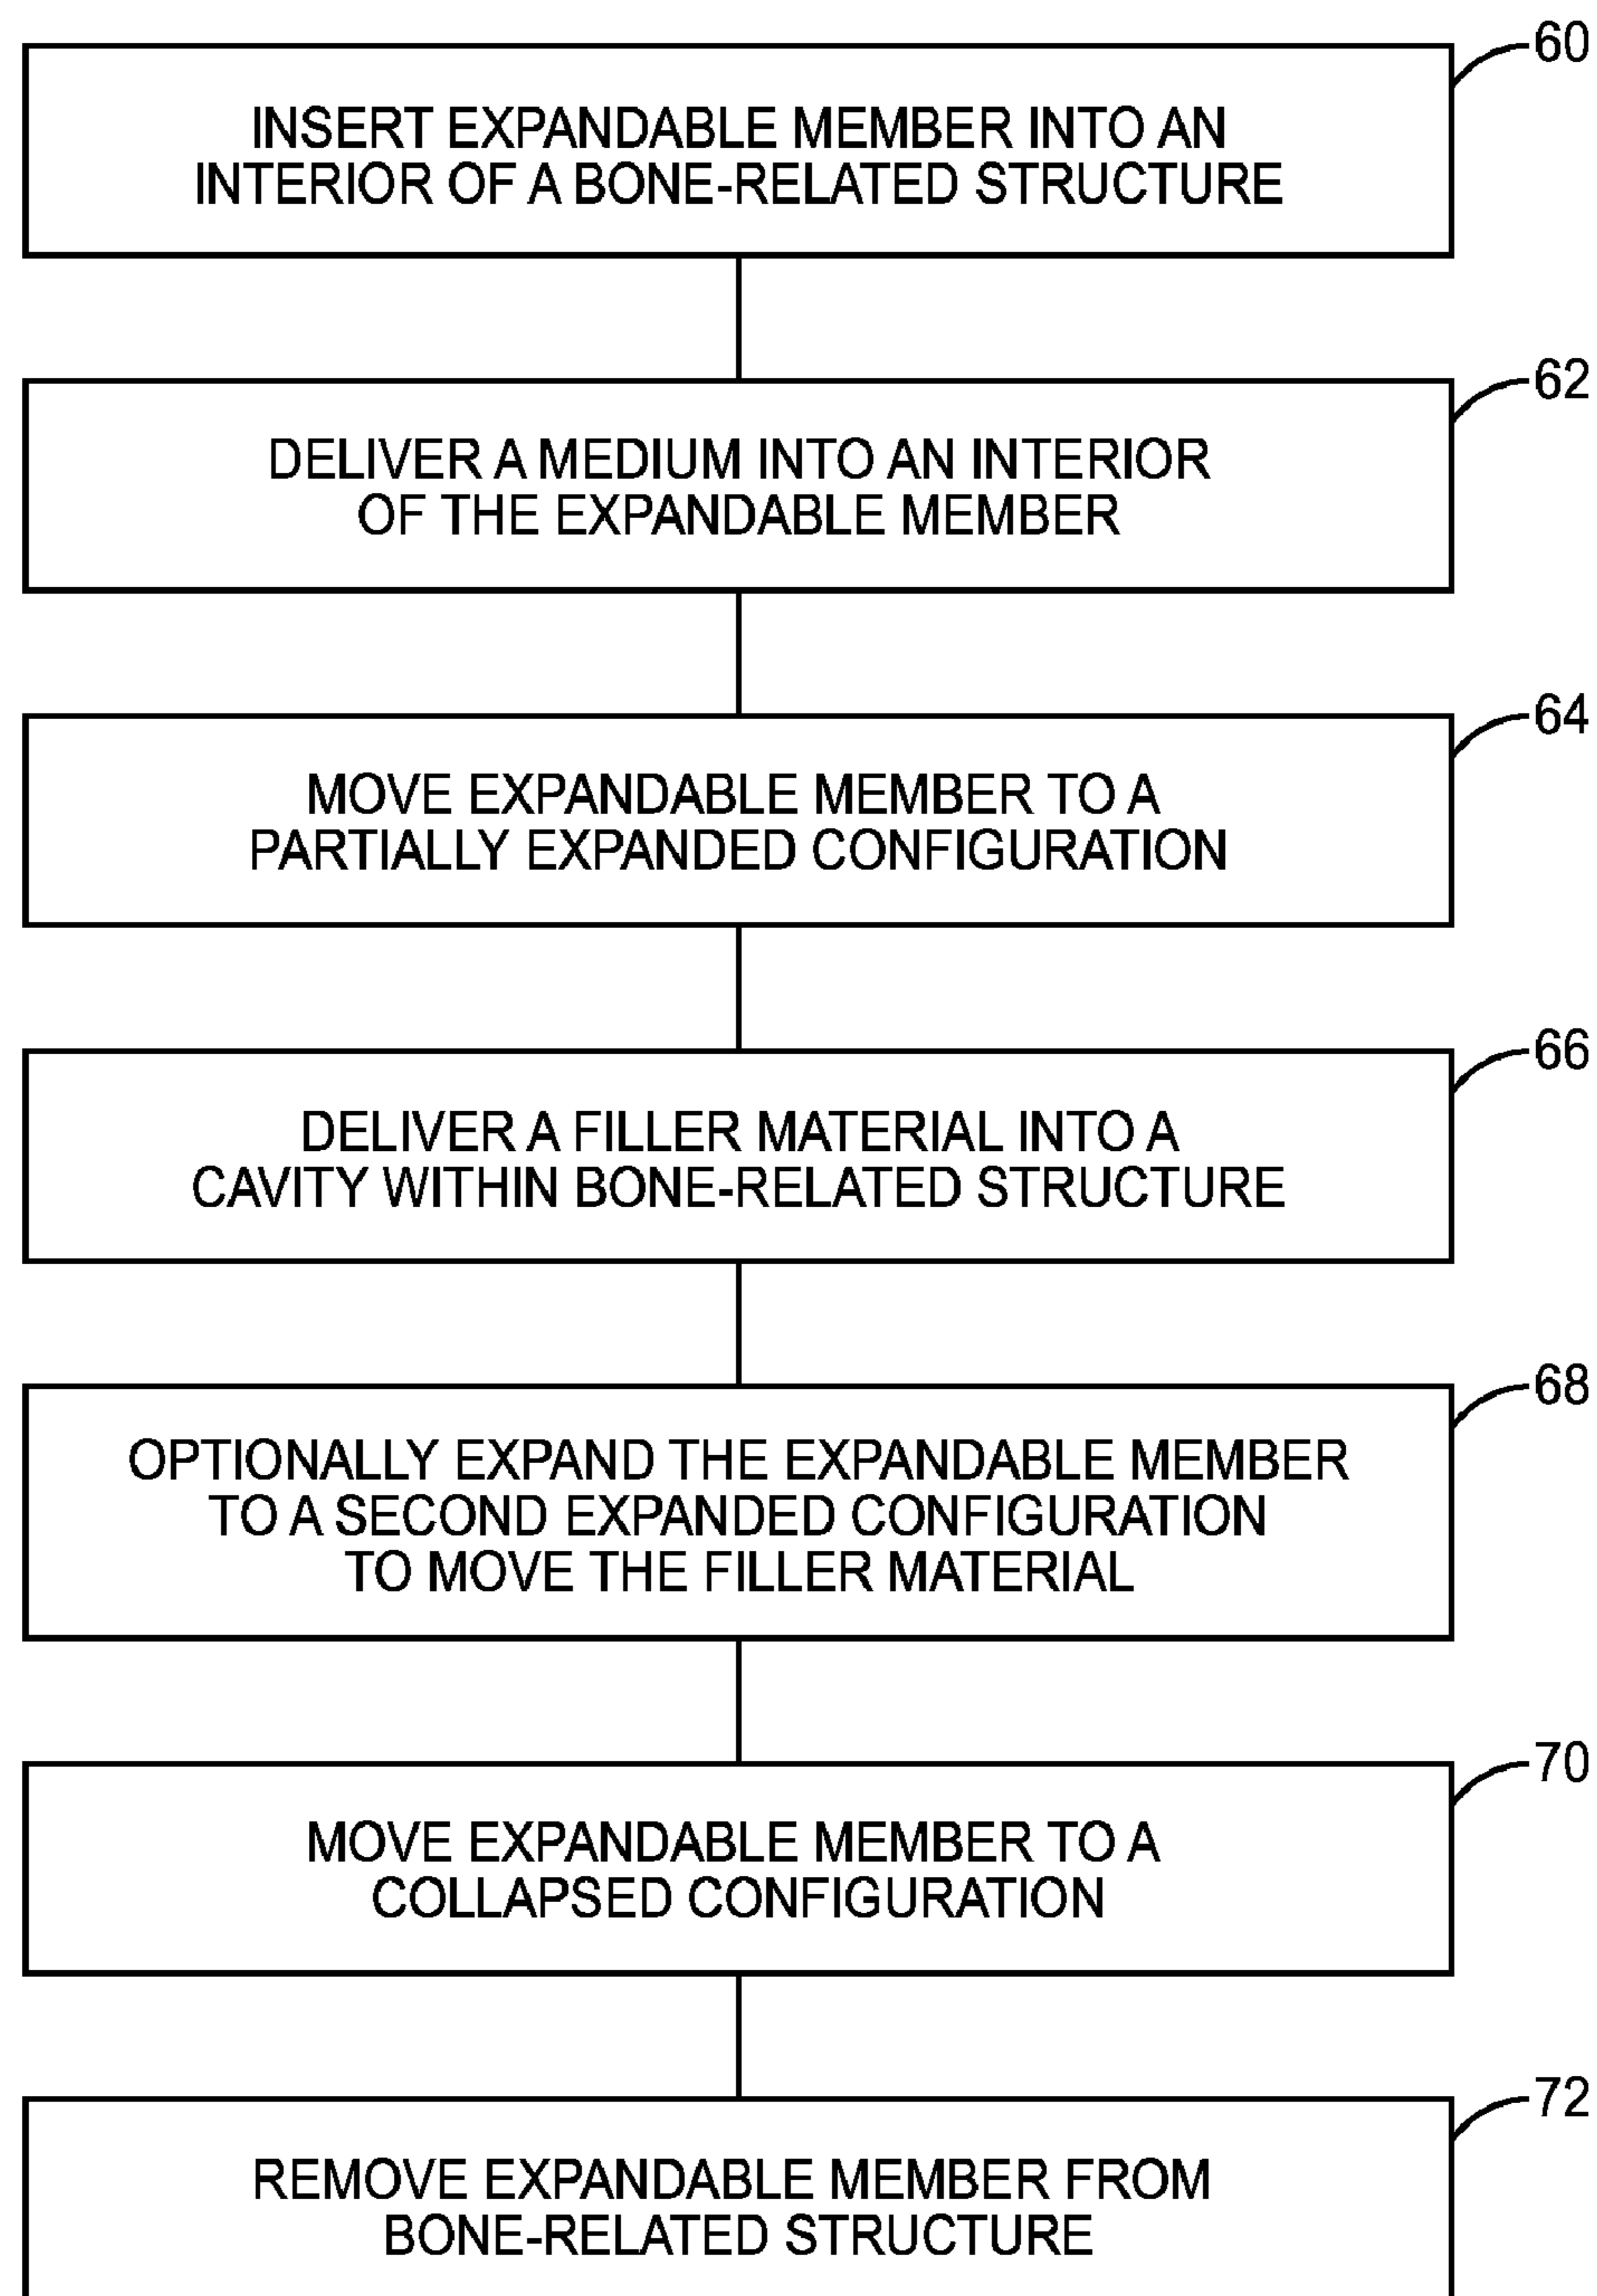 60
INSERT EXPANDABLE MEMBER INTO AN
INTERIOR OF A BONE-RELATED STRUCTURE
62
DELIVER A MEDIUM INTO AN INTERIOR
OF THE EXPANDABLE MEMBER
64
MOVE EXPANDABLE MEMBER TO A
PARTIALLY EXPANDED CONFIGURATION
66
DELIVER A FILLER MATERIAL INTO A
CAVITY WITHIN BONE-RELATED STRUCTURE
68
OPTIONALLY EXPAND THE EXPANDABLE MEMBER
TO A SECOND EXPANDED CONFIGURATION
TO MOVE THE FILLER MATERIAL
70
MOVE EXPANDABLE MEMBER TO A
COLLAPSED CONFIGURATION
72
REMOVE EXPANDABLE MEMBER FROM
BONE-RELATED STRUCTURE